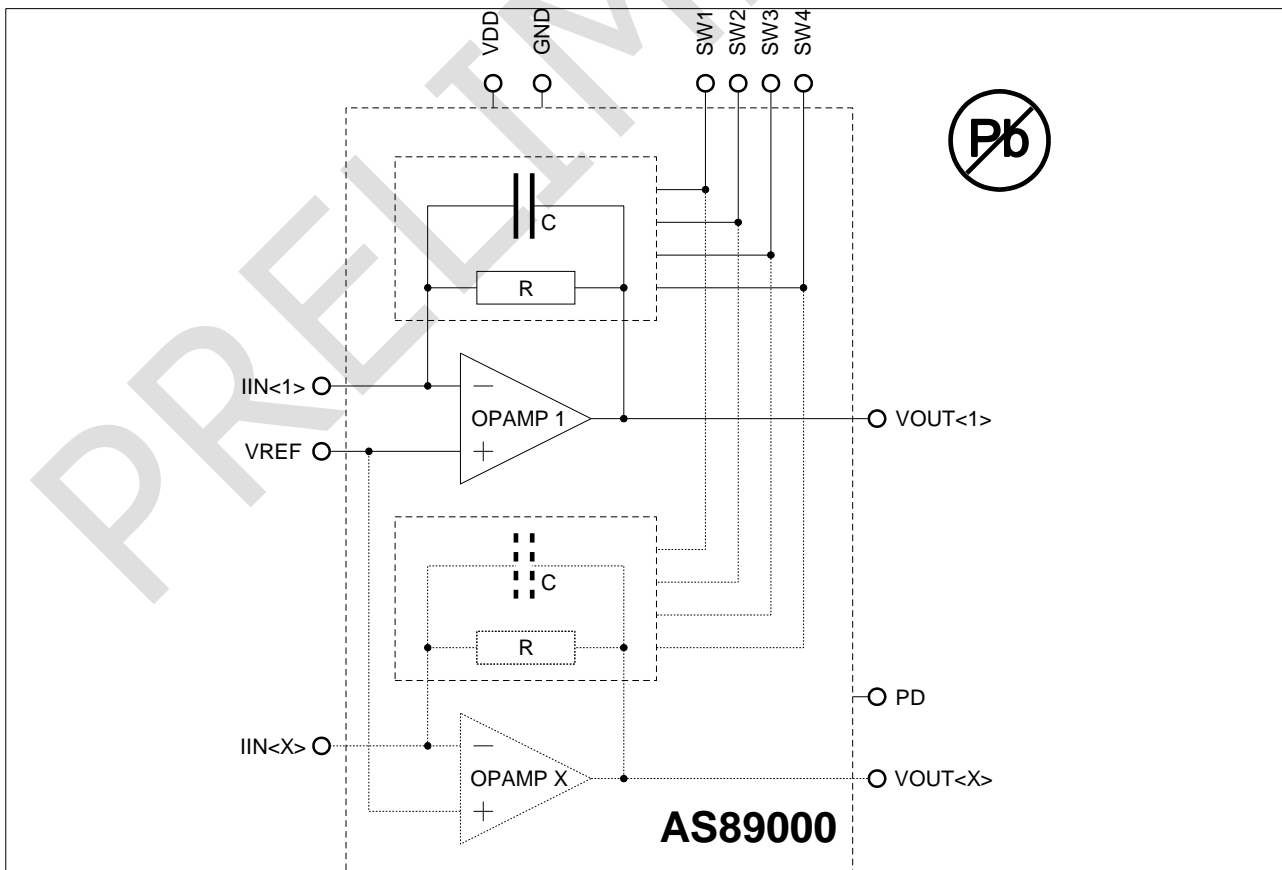 PRELIM
VDD
GND
SW1
SW2
SW3
SW4
Pb
C
R
IIN<1>
OPAMP 1
VOUT<1>
VREF
C
R
PD
IIN<X>
OPAMP X
VOUT<X>
AS89000